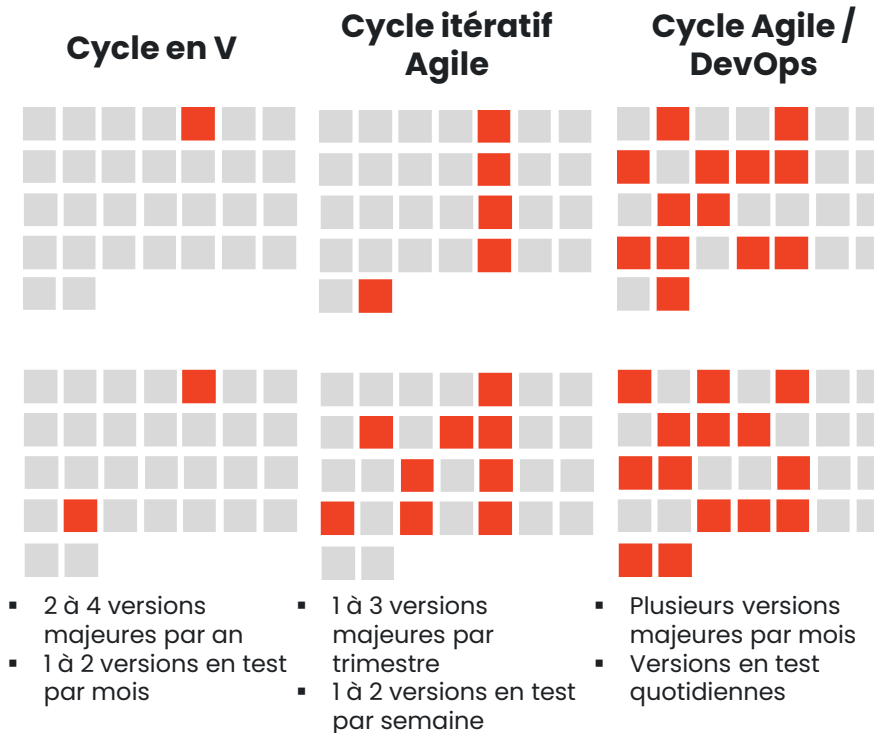 Cycle en V
Cycle itératif
Agile
Cycle Agile /
DevOps
▪ 2 à 4 versions
majeures par an
▪ 1 à 2 versions en test
par mois
▪ 1 à 3 versions
majeures par
trimestre
▪ 1 à 2 versions en test
par semaine
▪ Plusieurs versions
majeures par mois
▪ Versions en test
quotidiennes